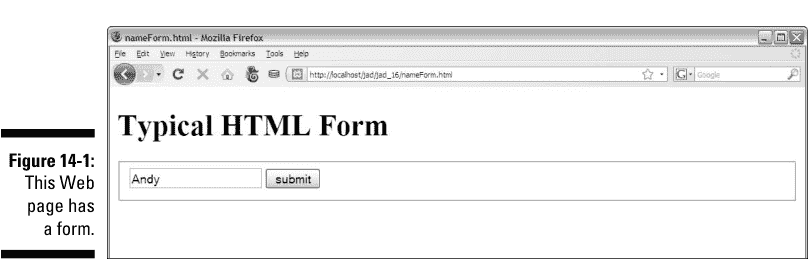 nameForm.html - Mozilla Firefox
File Edit View History Bookmarks Tools Help
http://localhost/jad/jad_16/nameForm.html
G Google
Typical HTML Form
Andy submit
Figure 14-1:
This Web
page has
a form.